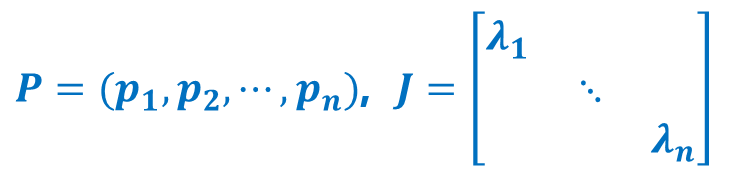 P = (p₁, p₂, ⋯, pₙ), J = [λ₁ ⋱ λₙ]